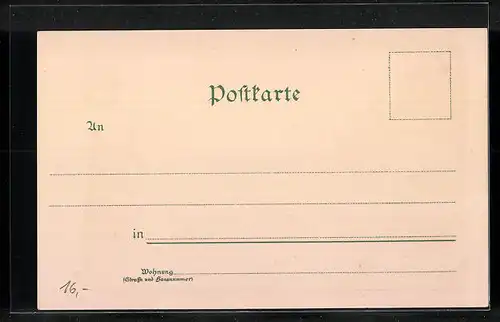 Poſtkarte
An
in
Wohnung
(Straße und Hausnummer)
16,-